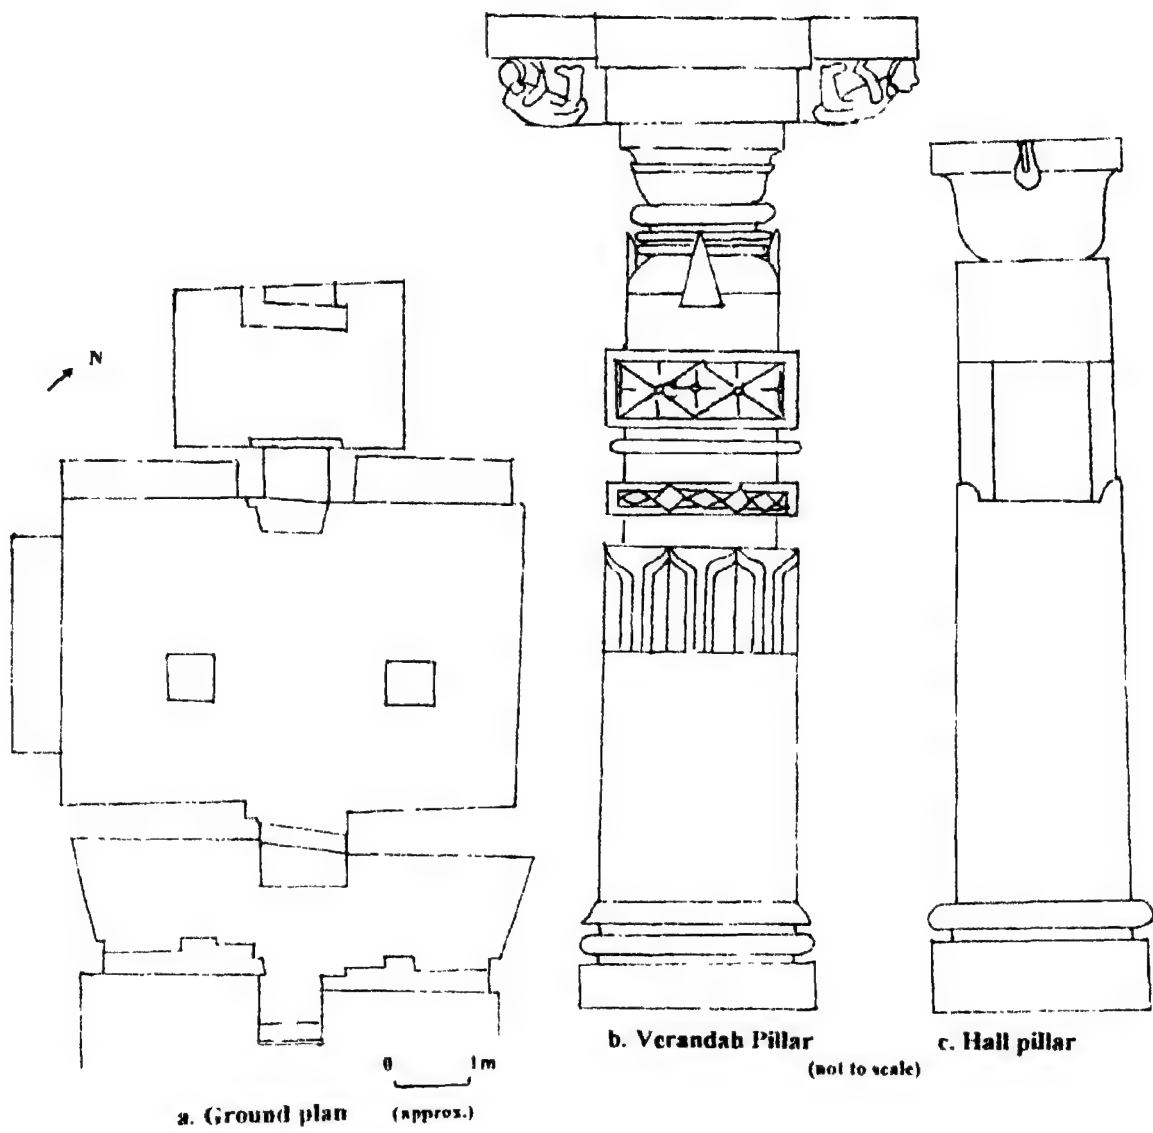 N
b. Verandah Pillar
c. Hall pillar
(not to scale)
0 1m
a. Ground plan
(approx.)